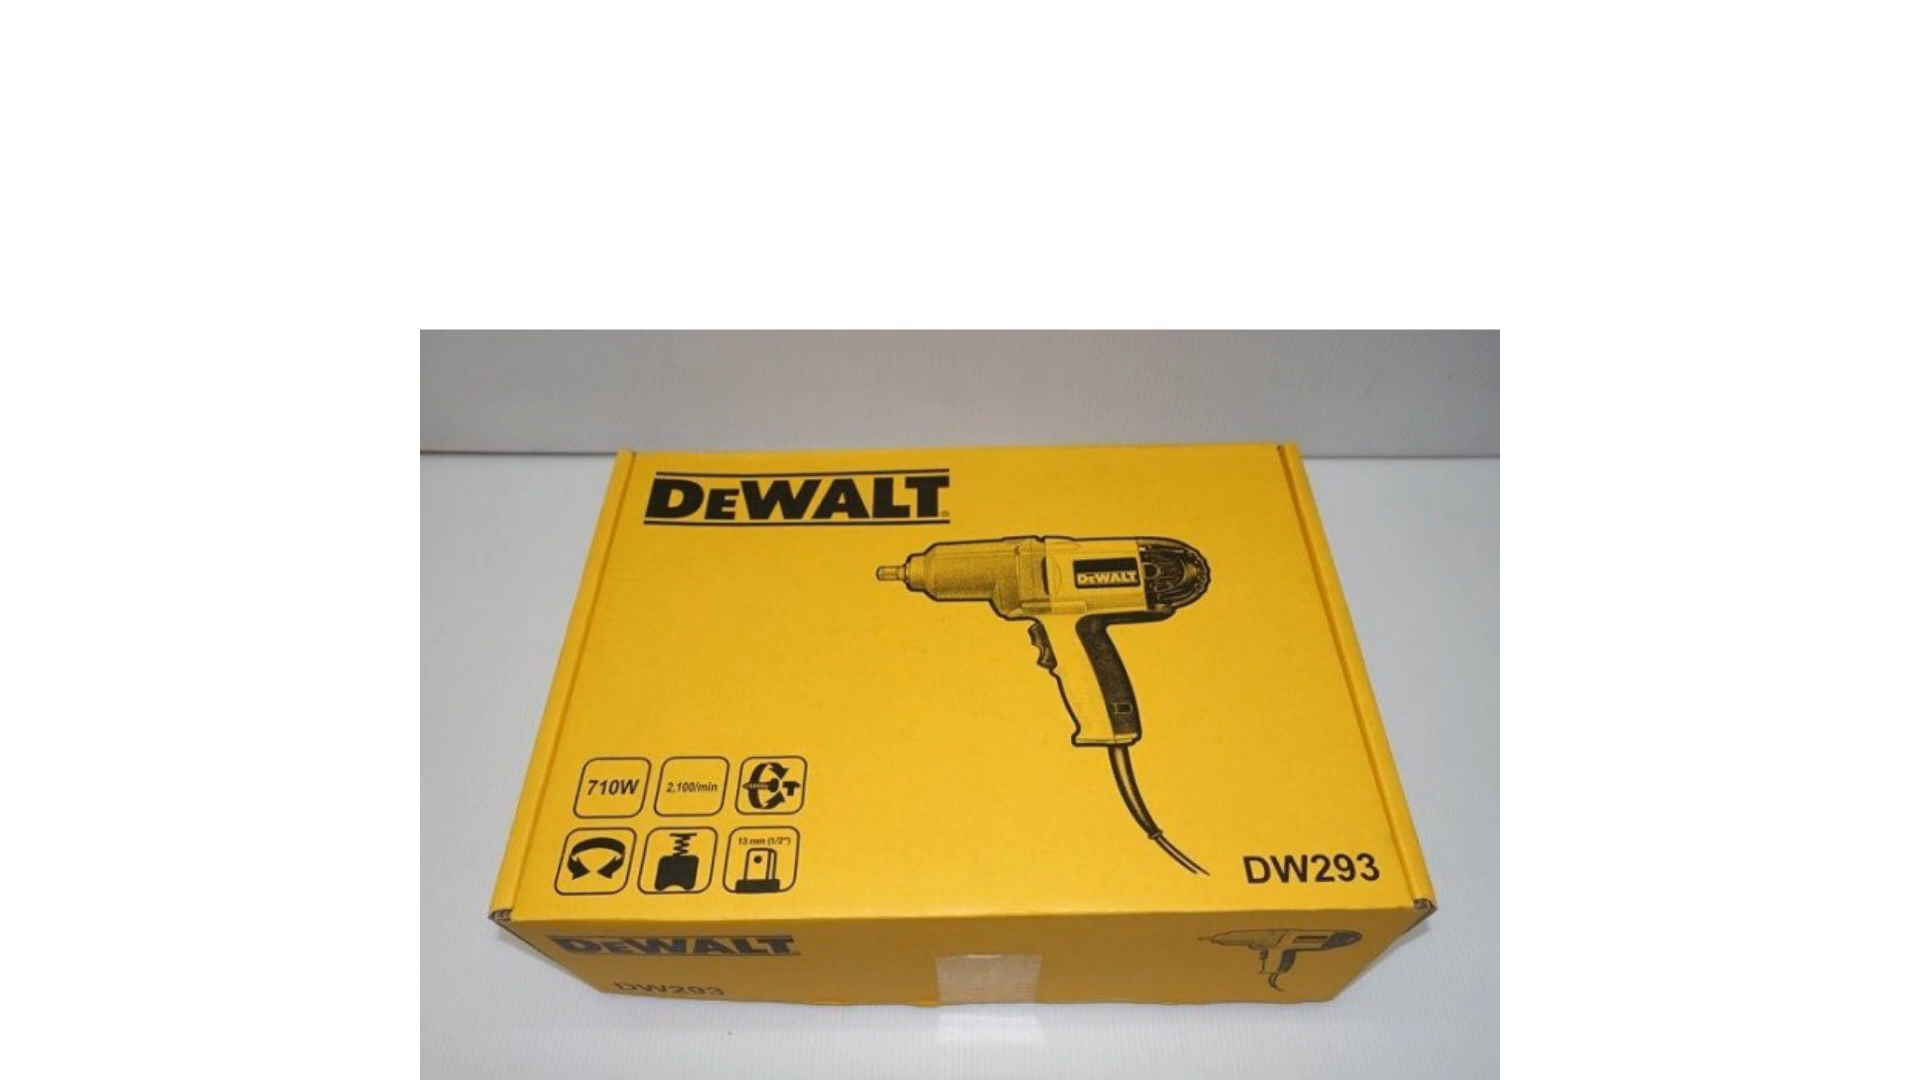 DEWALT
DEWALT
710W
2,100/min
13 mm (1/2")
DW293
DEWALT
DW293